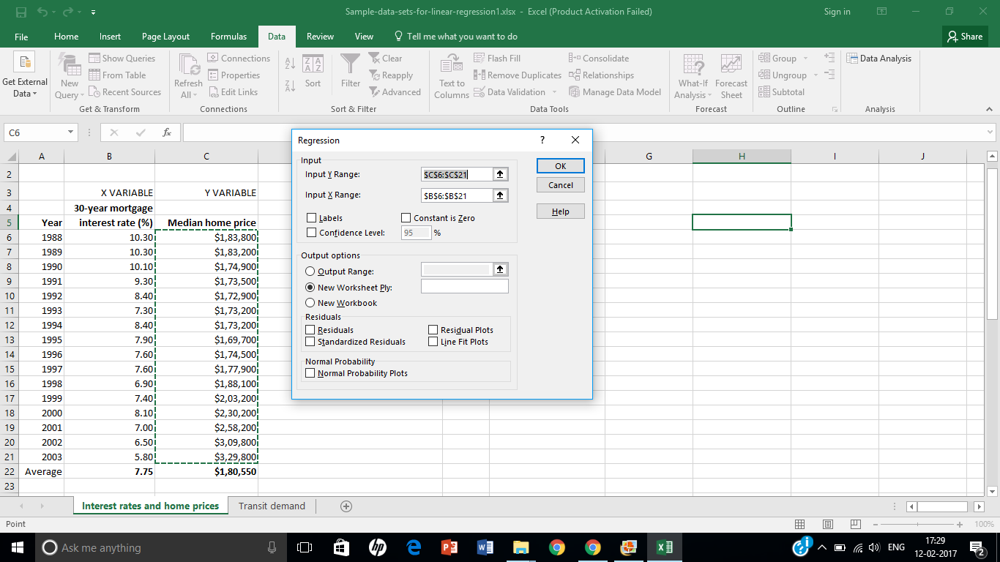 Sample-data-sets-for-linear-regression1.xlsx - Excel (Product Activation Failed)
Sign in
File Home Insert Page Layout Formulas Data Review View Tell me what you want to do
Share
Get External Data
New Query
Show Queries
From Table
Recent Sources
Get & Transform
Refresh All
Connections
Properties
Edit Links
Connections
Sort
Filter
Clear
Reapply
Advanced
Sort & Filter
Text to Columns
Flash Fill
Remove Duplicates
Data Validation
Consolidate
Relationships
Manage Data Model
Data Tools
What-If Analysis
Forecast Sheet
Forecast
Group
Ungroup
Subtotal
Outline
Data Analysis
Analysis
C6
fx
A B C G H I J
2
3 X VARIABLE Y VARIABLE
4 30-year mortgage
5 Year interest rate (%) Median home price
6 1988 10.30 $1,83,800
7 1989 10.30 $1,83,200
8 1990 10.10 $1,74,900
9 1991 9.30 $1,73,500
10 1992 8.40 $1,72,900
11 1993 7.30 $1,73,200
12 1994 8.40 $1,73,200
13 1995 7.90 $1,69,700
14 1996 7.60 $1,74,500
15 1997 7.60 $1,77,900
16 1998 6.90 $1,88,100
17 1999 7.40 $2,03,200
18 2000 8.10 $2,30,200
19 2001 7.00 $2,58,200
20 2002 6.50 $3,09,800
21 2003 5.80 $3,29,800
22 Average 7.75 $1,80,550
23
Regression
?
Input
Input Y Range: $C$6:$C$21
Input X Range: $B$6:$B$21
Labels
Constant is Zero
Confidence Level: 95 %
OK
Cancel
Help
Output options
Output Range:
New Worksheet Ply:
New Workbook
Residuals
Residuals
Residual Plots
Standardized Residuals
Line Fit Plots
Normal Probability
Normal Probability Plots
Interest rates and home prices
Transit demand
Point
100%
Ask me anything
ENG
17:29
12-02-2017
2